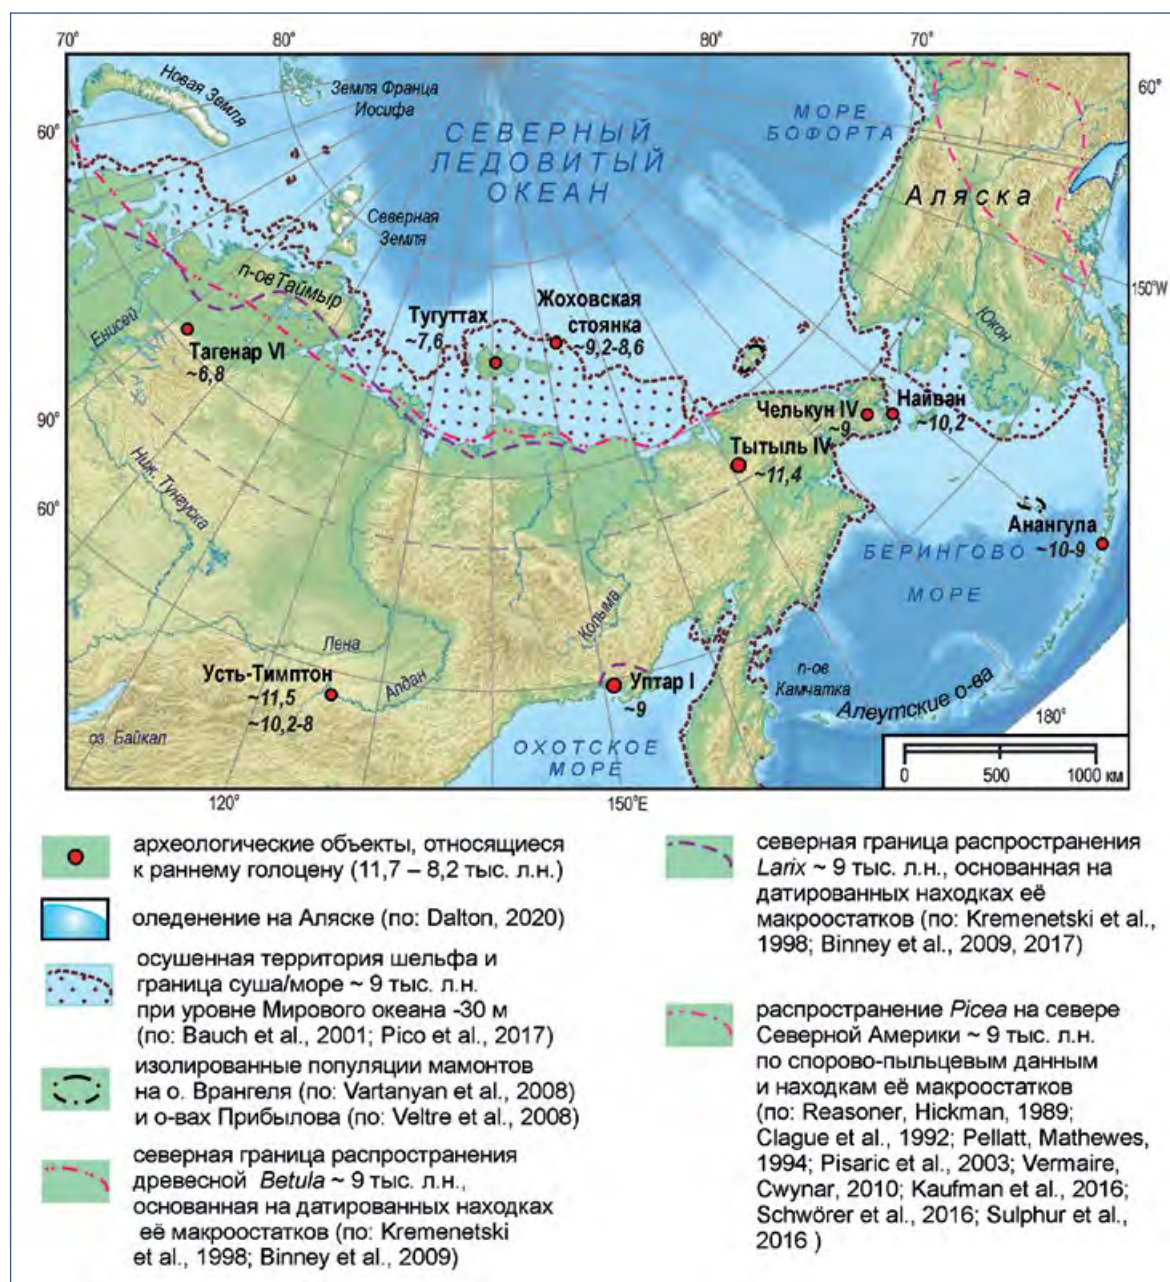 70° 80° 80° 70°
60°
60°
Новая Земля
Земля Франца
Иосифа
СЕВЕРНЫЙ
ЛЕДОВИТЫЙ
ОКЕАН
МОРЕ
БОФОРТА
Аляска
Северная
Земля
п-ов Таймыр
150°W
Юкон
Енисей
Тагенар VI
~6,8
Тугуттах
~7,6
Жоховская
стоянка
~9,2-8,6
Челькун IV
~9
Найван
~10,2
Тытыль IV
~11,4
90°
Ниж. Тунгуска
60°
Анангула
~10-9
БЕРИНГОВО
МОРЕ
Колыма
Лена
Алдан
Усть-Тимптон
~11,5
~10,2-8
Уптар I
~9
п-ов
Камчатка
Алеутские о-ва
180°
оз. Байкал
ОХОТСКОЕ
МОРЕ
0 500 1000 км
120° 150°E
археологические объекты, относящиеся
к раннему голоцену (11,7 – 8,2 тыс. л.н.)
оледенение на Аляске (по: Dalton, 2020)
осушенная территория шельфа и
граница суша/море ~ 9 тыс. л.н.
при уровне Мирового океана -30 м
(по: Bauch et al., 2001; Pico et al., 2017)
изолированные популяции мамонтов
на о. Врангеля (по: Vartanyan et al., 2008)
и о-вах Прибылова (по: Veltre et al., 2008)
северная граница распространения
древесной Betula ~ 9 тыс. л.н.,
основанная на датированных находках
её макроостатков (по: Kremenetski
et al., 1998; Binney et al., 2009)
северная граница распространения
Larix ~ 9 тыс. л.н., основанная на
датированных находках её
макроостатков (по: Kremenetski et al.,
1998; Binney et al., 2009, 2017)
распространение Picea на севере
Северной Америки ~ 9 тыс. л.н.
по спорово-пыльцевым данным
и находкам её макроостатков
(по: Reasoner, Hickman, 1989;
Clague et al., 1992; Pellatt, Mathewes,
1994; Pisaric et al., 2003; Vermaire,
Cwynar, 2010; Kaufman et al., 2016;
Schwörer et al., 2016; Sulphur et al.,
2016 )